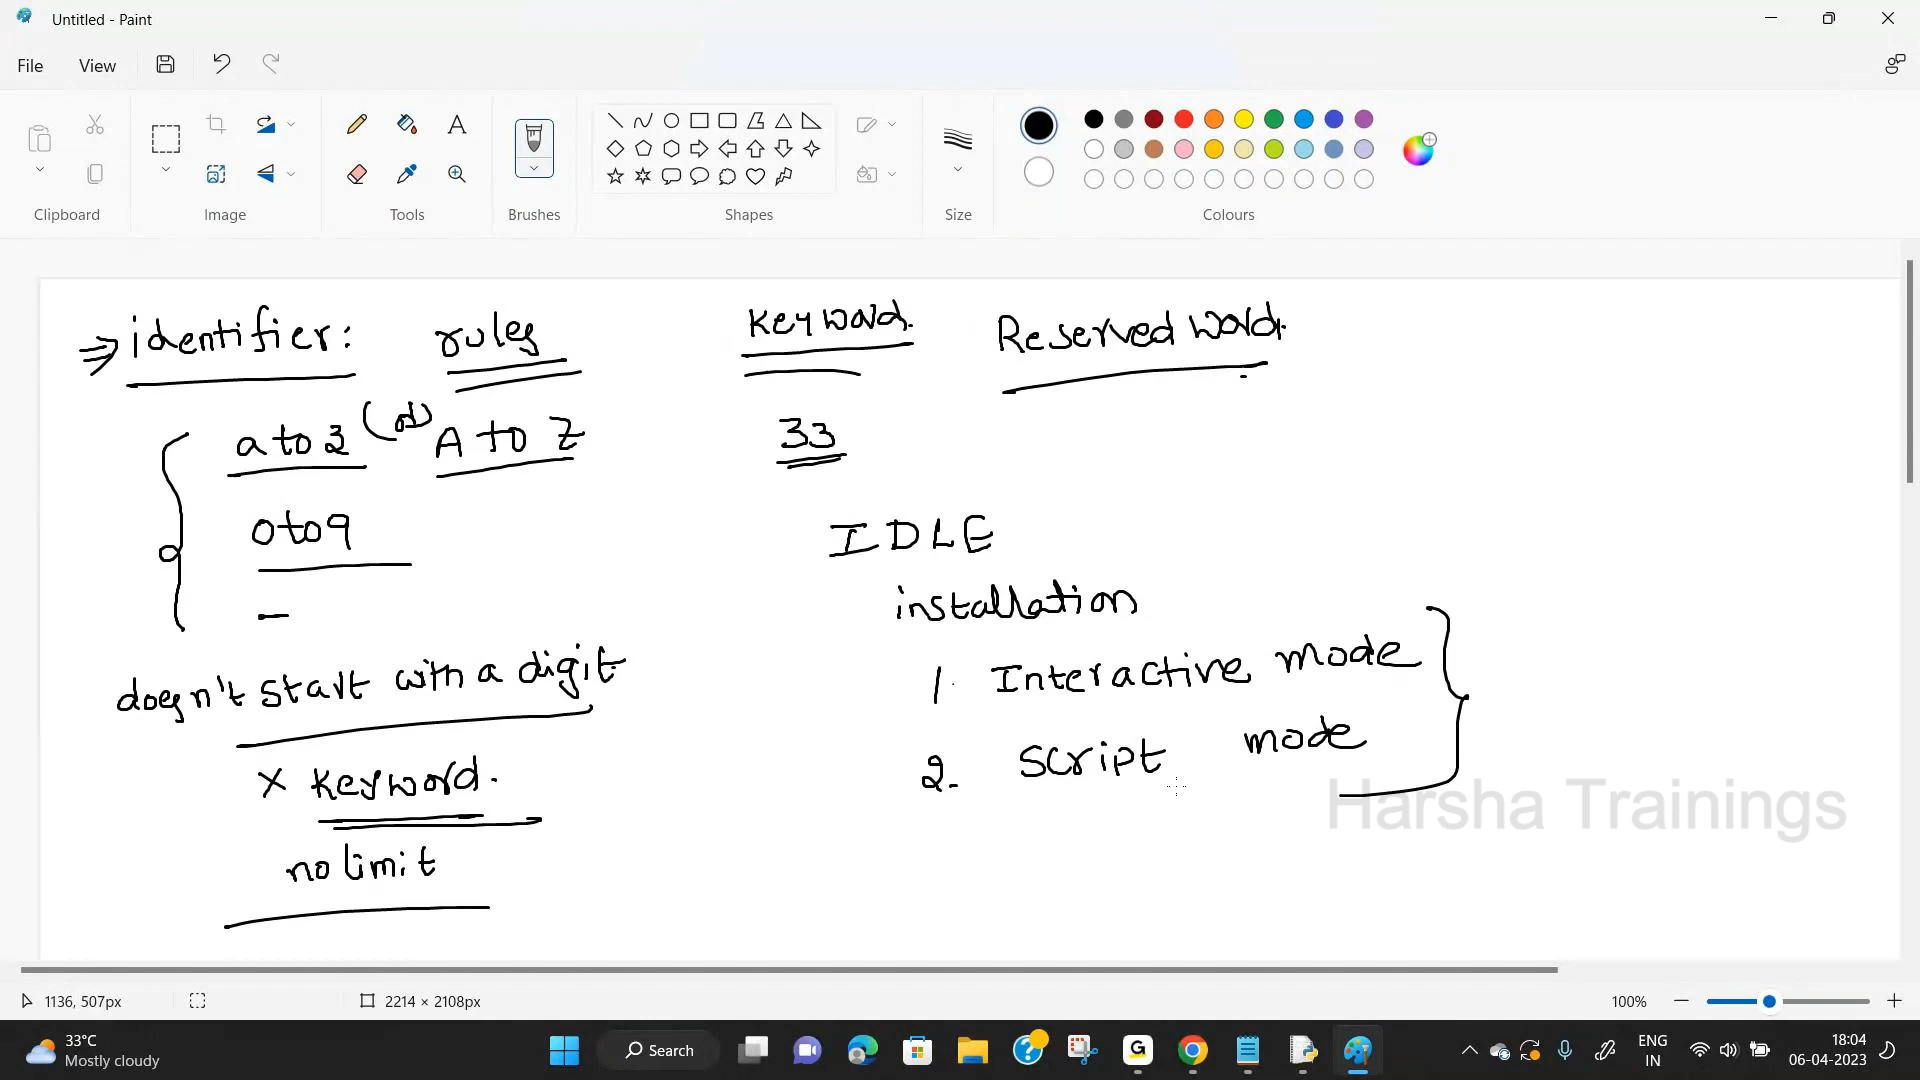 Untitled - Paint
File View
Clipboard Image Tools Brushes Shapes Size Colours
⇒ identifier: rules Keyword. Reserved word.
a to z (or) A to Z 33
0 to 9 IDLE
_ installation
doesn't start with a digit 1. Interactive mode
x keyword. 2. Script mode
Harsha Trainings
no limit
1136, 507px 2214 × 2108px 100%
33°C
Mostly cloudy
Search
ENG
IN
18:04
06-04-2023